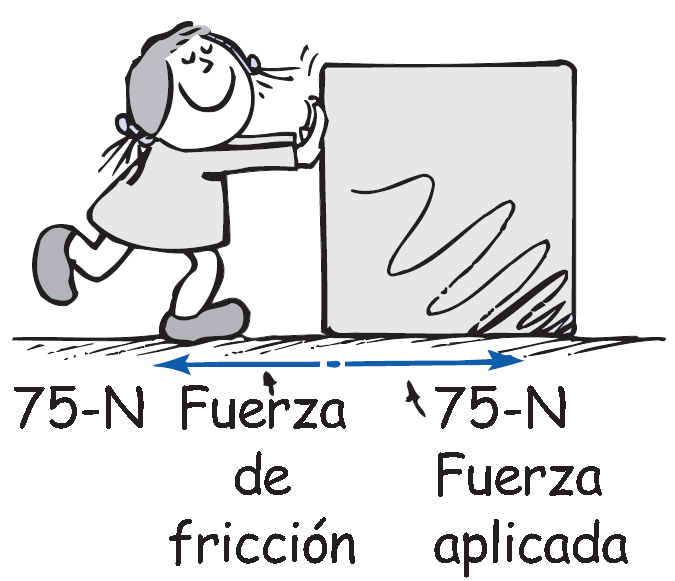 75-N Fuerza
de
fricción
75-N
Fuerza
aplicada